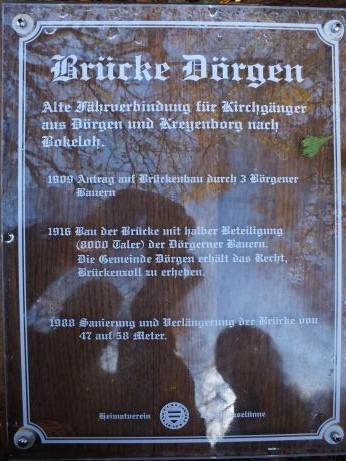 Brücke Dörgen
Alte Fährverbindung für Kirchgänger
aus Dörgen und Kreyenborg nach
Bokeloh.
1909 Antrag auf Brückenbau durch 3 Börgener
Bauern
1916 Bau der Brücke mit halber Beteiligung
(8000 Taler) der Dörgerner Bauern.
Die Gemeinde Dörgen erhält das Recht,
Brückenzoll zu erheben.
1988 Sanierung und Verlängerung der Brücke von
47 auf 58 Meter.
Heimatverein